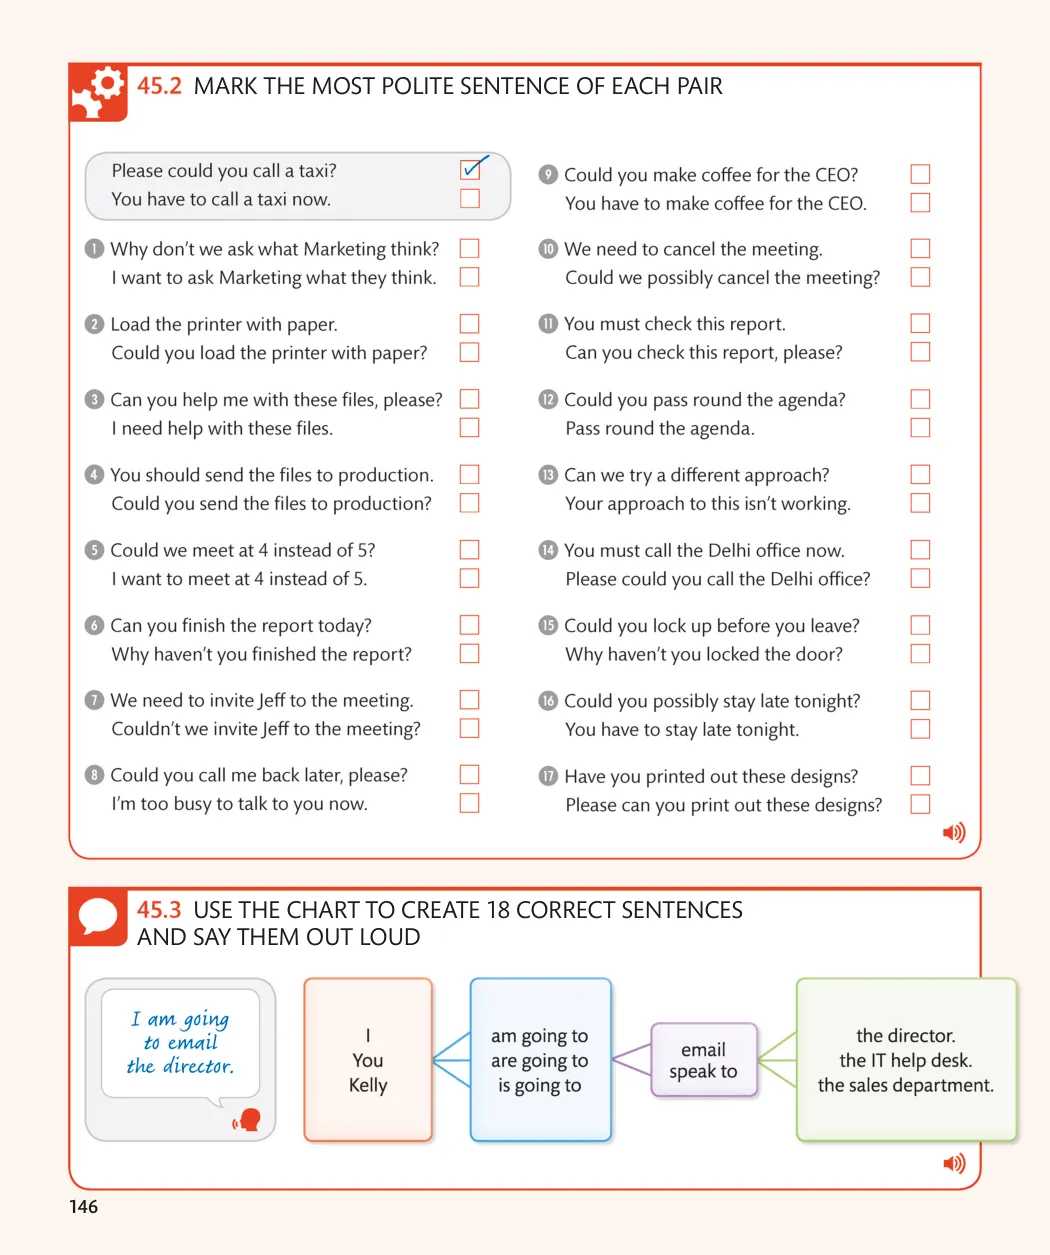 45.2 MARK THE MOST POLITE SENTENCE OF EACH PAIR
Please could you call a taxi?
You have to call a taxi now.
1 Why don't we ask what Marketing think?
I want to ask Marketing what they think.
2 Load the printer with paper.
Could you load the printer with paper?
3 Can you help me with these files, please?
I need help with these files.
4 You should send the files to production.
Could you send the files to production?
5 Could we meet at 4 instead of 5?
I want to meet at 4 instead of 5.
6 Can you finish the report today?
Why haven't you finished the report?
7 We need to invite Jeff to the meeting.
Couldn't we invite Jeff to the meeting?
8 Could you call me back later, please?
I'm too busy to talk to you now.
9 Could you make coffee for the CEO?
You have to make coffee for the CEO.
10 We need to cancel the meeting.
Could we possibly cancel the meeting?
11 You must check this report.
Can you check this report, please?
12 Could you pass round the agenda?
Pass round the agenda.
13 Can we try a different approach?
Your approach to this isn't working.
14 You must call the Delhi office now.
Please could you call the Delhi office?
15 Could you lock up before you leave?
Why haven't you locked the door?
16 Could you possibly stay late tonight?
You have to stay late tonight.
17 Have you printed out these designs?
Please can you print out these designs?
45.3 USE THE CHART TO CREATE 18 CORRECT SENTENCES
AND SAY THEM OUT LOUD
I am going
to email
the director.
I
You
Kelly
am going to
are going to
is going to
email
speak to
the director.
the IT help desk.
the sales department.
146